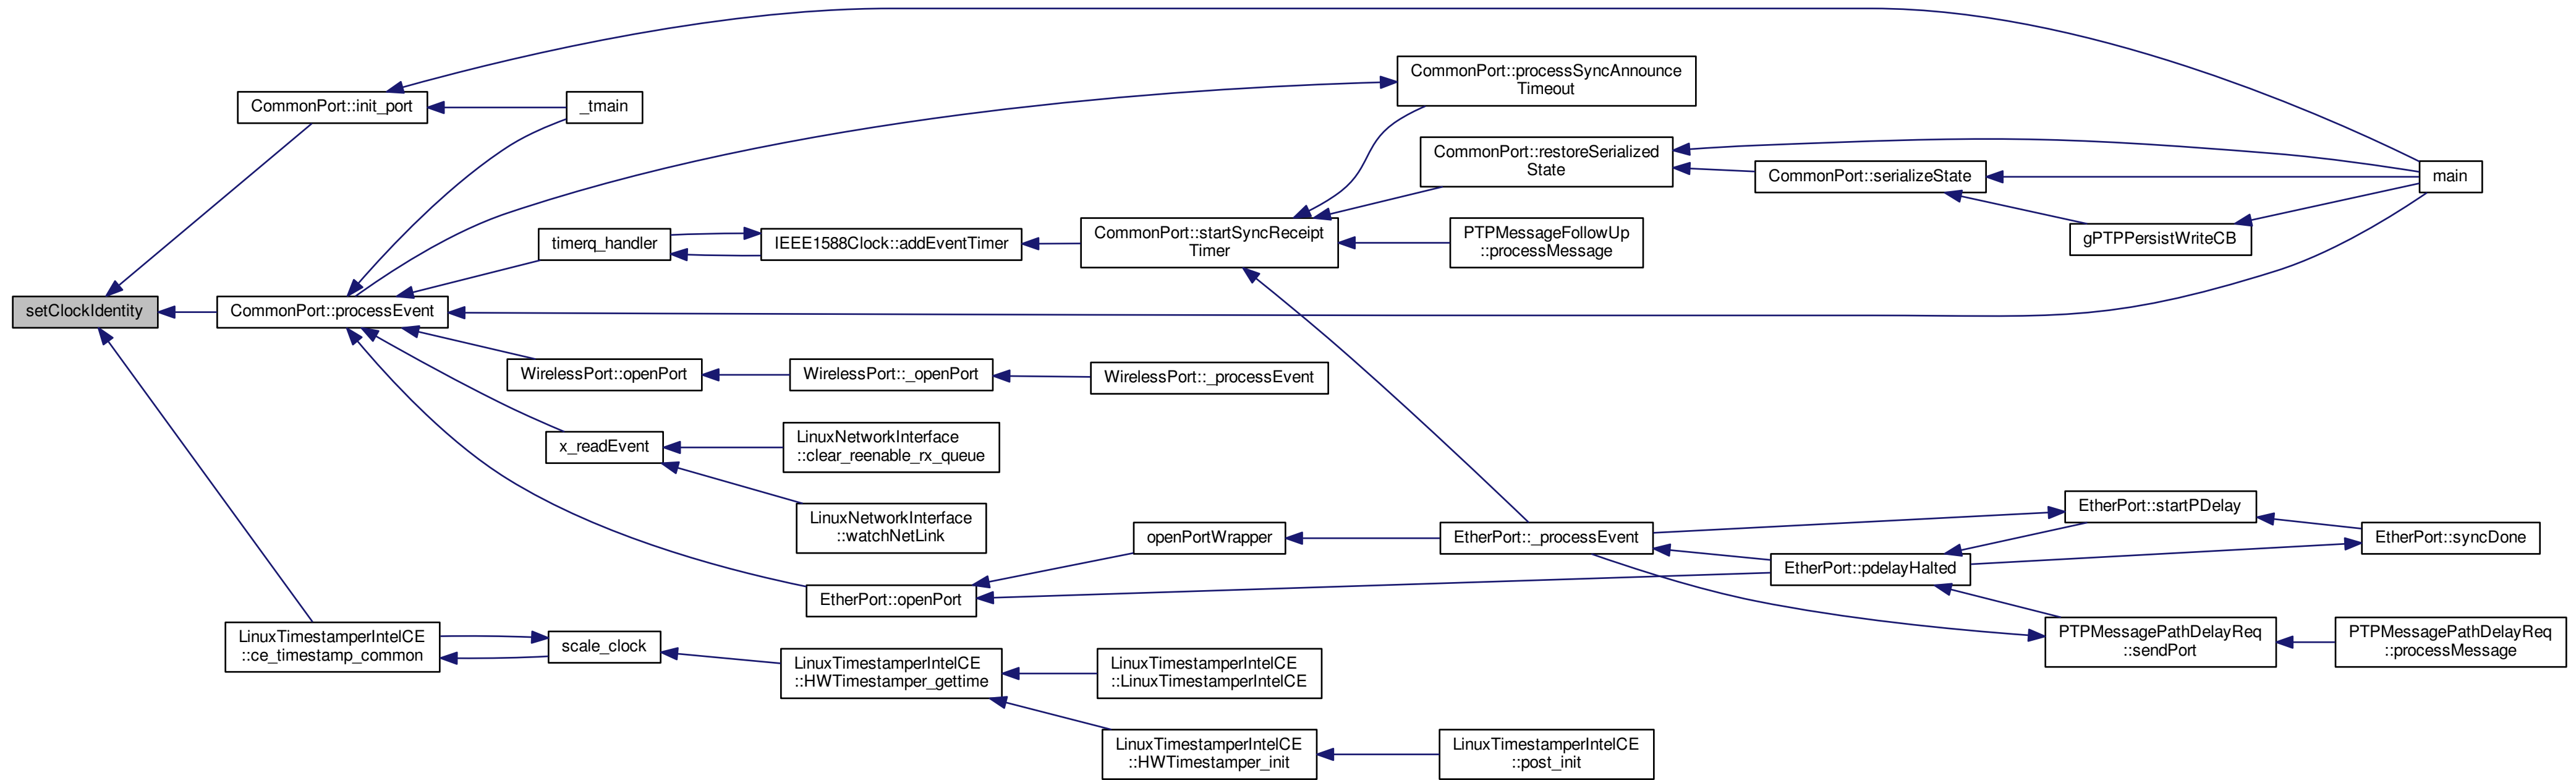 CommonPort::processSyncAnnounce
Timeout
CommonPort::init_port
_tmain
CommonPort::restoreSerialized
State
CommonPort::serializeState
main
timerq_handler
IEEE1588Clock::addEventTimer
CommonPort::startSyncReceipt
Timer
PTPMessageFollowUp
::processMessage
gPTPPersistWriteCB
setClockIdentity
CommonPort::processEvent
WirelessPort::openPort
WirelessPort::_openPort
WirelessPort::_processEvent
x_readEvent
LinuxNetworkInterface
::clear_reenable_rx_queue
LinuxNetworkInterface
::watchNetLink
openPortWrapper
EtherPort::_processEvent
EtherPort::startPDelay
EtherPort::syncDone
EtherPort::pdelayHalted
EtherPort::openPort
LinuxTimestamperIntelCE
::ce_timestamp_common
scale_clock
PTPMessagePathDelayReq
::sendPort
PTPMessagePathDelayReq
::processMessage
LinuxTimestamperIntelCE
::HWTimestamper_gettime
LinuxTimestamperIntelCE
::LinuxTimestamperIntelCE
LinuxTimestamperIntelCE
::HWTimestamper_init
LinuxTimestamperIntelCE
::post_init